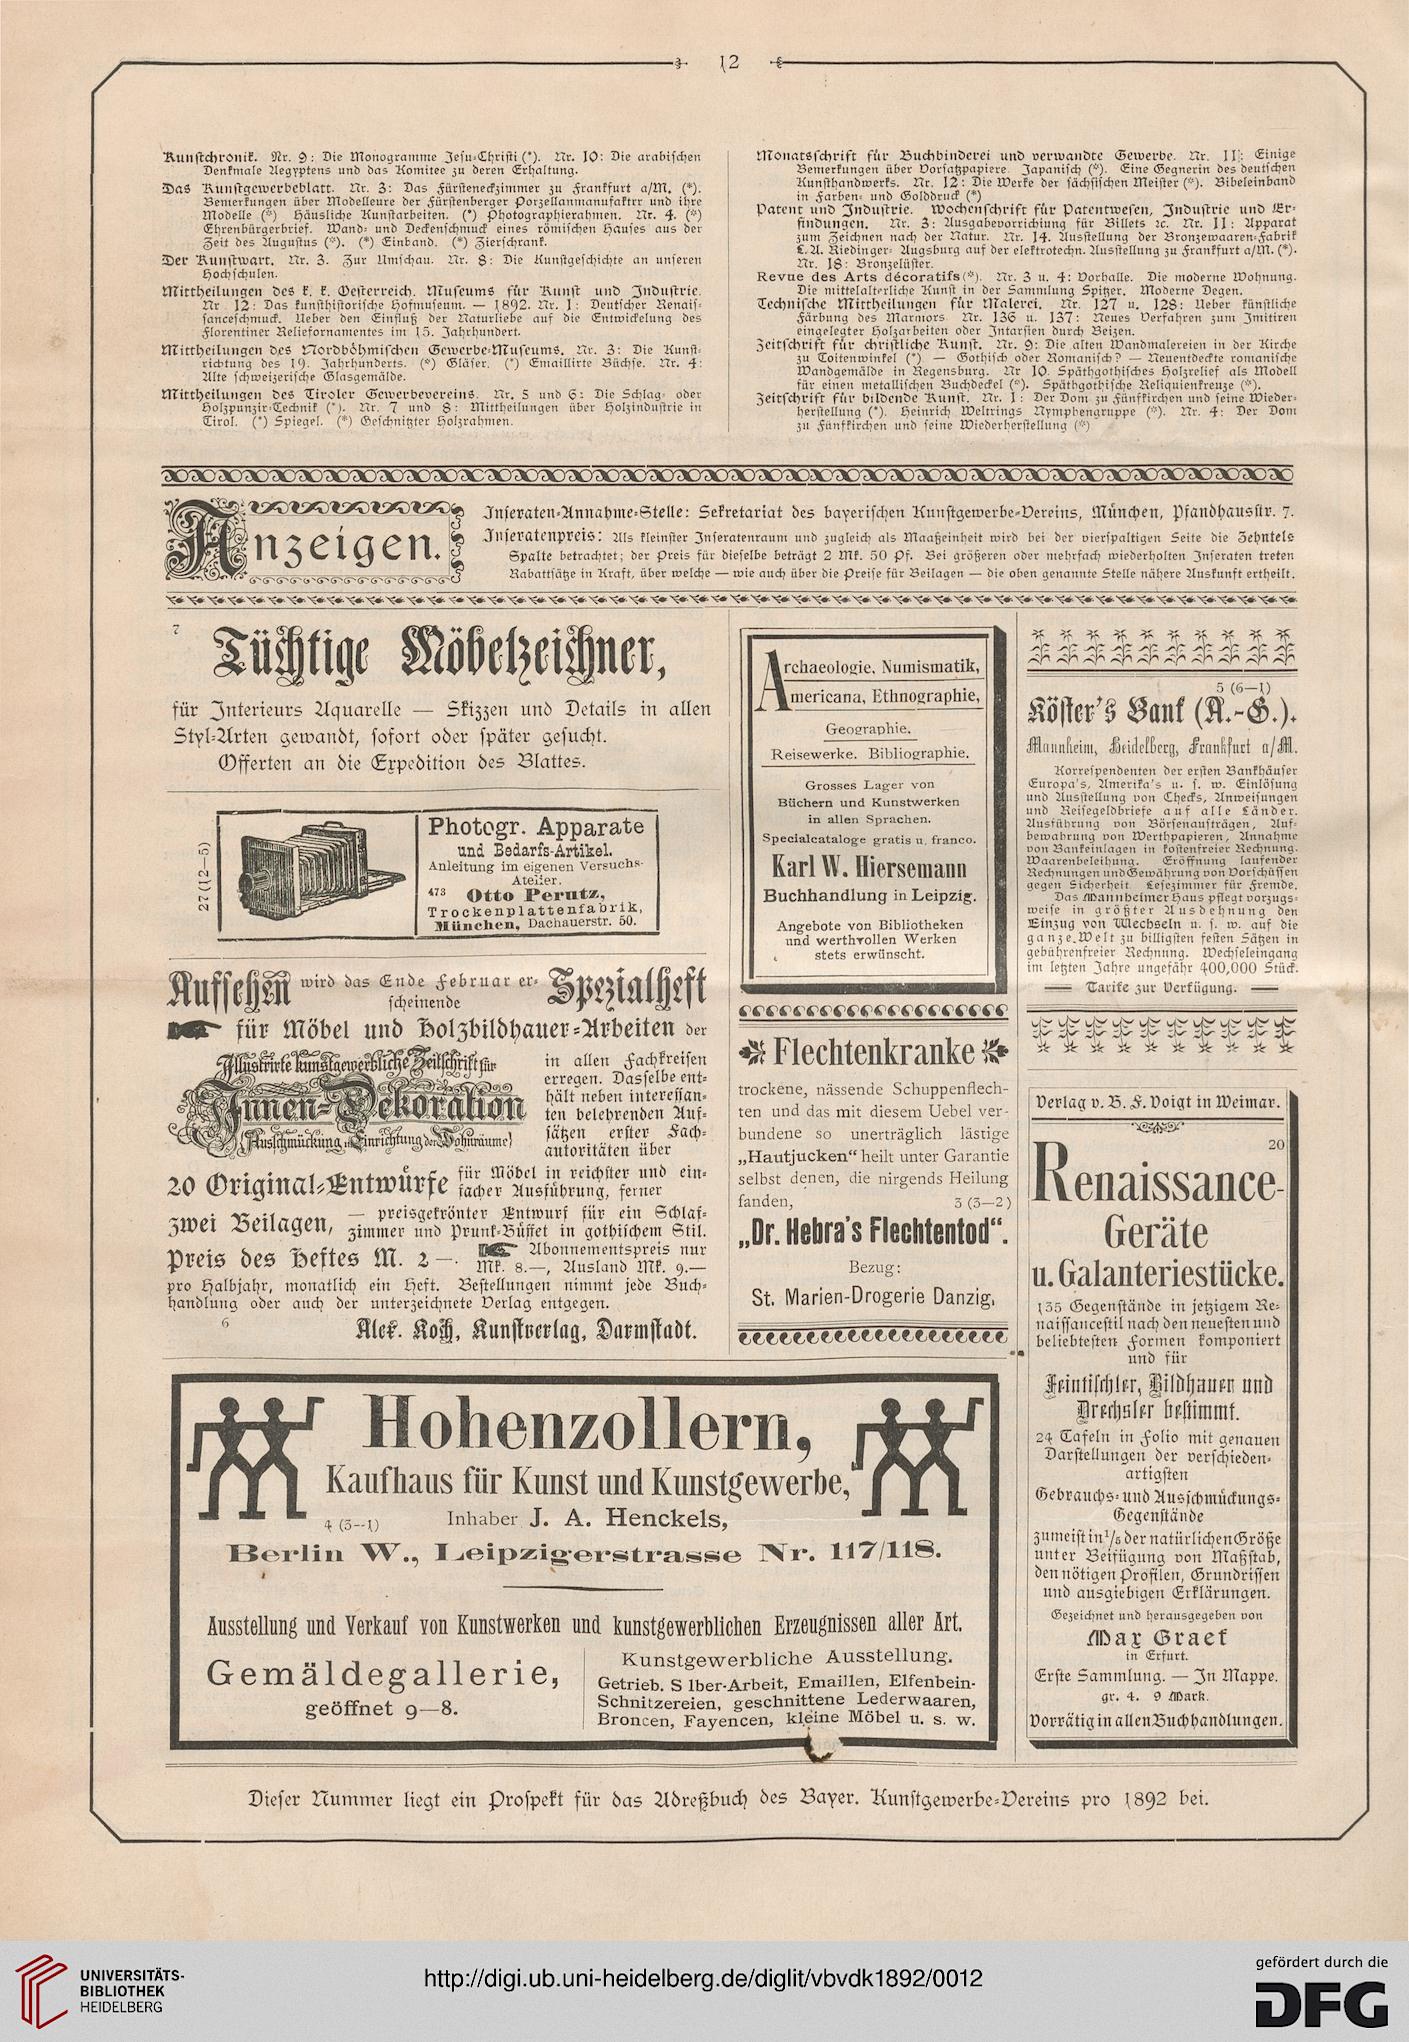 12
Kunstchronik. Nr. 9: Die Monogramme Jesu-Christi (*). Nr. 10: Die arabischen
Denkmale Aegyptens und das Komitee zu deren Erhaltung.
Das Kunstgewerbeblatt. Nr. 3: Das Fürsteneckzimmer zu Frankfurt a/M. (*).
Bemerkungen über Modelleure der Fürstenberger Porzellanmanufaktrr und ihre
Modelle (*) Häusliche Kunstarbeiten. (*) Photographierahmen. Nr. 4. (*)
Ehrenbürgerbrief. Wand- und Deckenschmuck eines römischen Hauses aus der
Zeit des Augustus (*). (*) Einband. (*) Zierschrank.
Der Kunstwart. Nr. 3. Zur Umschau. Nr. 8: Die Kunstgeschichte an unseren
Hochschulen.
Mittheilungen des k. k. Oesterreich. Museums für Kunst und Industrie.
Nr 12: Das kunsthistorische Hofmuseum. — 1892. Nr. 1: Deutscher Renais-
sanceschmuck. Ueber den Einfluß der Naturliebe auf die Entwickelung des
Florentiner Reliefornamentes im 15. Jahrhundert.
Mittheilungen des Nordböhmischen Gewerbe-Museums. Nr. 3: Die Kunst-
richtung des 19. Jahrhunderts. (*) Gläser. (*) Emaillirte Büchse. Nr. 4:
Alte schweizerische Glasgemälde.
Mittheilungen des Tiroler Gewerbevereins. Nr. 5 und 6: Die Schlag- oder
Holzpunzir-Technik (*). Nr. 7 und 8: Mittheilungen über Holzindustrie in
Tirol. (*) Spiegel. (*) Geschnitzter Holzrahmen.
Monatsschrift für Buchbinderei und verwandte Gewerbe. Nr. 11: Einige
Bemerkungen über Vorsatzpapiere. Japanisch (*). Eine Gegnerin des deutschen
Kunsthandwerks. Nr. 12: Die Werke der sächsischen Meister (*). Bibeleinband
in Farben- und Golddruck (*)
Patent und Industrie. Wochenschrift für Patentwesen, Industrie und Er-
findungen. Nr. 3: Ausgabevorrichiung für Billets ꝛc. Nr. 11: Apparat
zum Zeichnen nach der Natur. Nr. 14. Ausstellung der Bronzewaaren-Fabrik
L. A. Riedinger-Augsburg auf der elektrotechn. Ausstellung zu Frankfurt a/M. (*).
Nr. 18: Bronzelüster.
Revue des Arts décoratifs (*). Nr. 3 u. 4: Vorhalle. Die moderne Wohnung.
Die mittelalterliche Kunst in der Sammlung Spitzer. Moderne Degen.
Technische Mittheilungen für Malerei. Nr. 127 u. 128: Ueber künstliche
Färbung des Marmors. Nr. 136 u. 137: Neues Verfahren zum Imitiren
eingelegter Holzarbeiten oder Intarsien durch Beizen.
Zeitschrift für christliche Kunst. Nr. 9: Die alten Wandmalereien in der Kirche
zu Toitenwinkel (*) — Gothisch oder Romanisch? — Neuentdeckte romanische
Wandgemälde in Regensburg. Nr 10. Späthgothisches Holzrelief als Modell
für einen metallischen Buchdeckel (*). Späthgothische Reliquienkreuze (*).
Zeitschrift für bildende Kunst. Nr. 1: Der Dom zu Fünfkirchen und seine Wieder-
herstellung (*). Heinrich Weltrings Nymphengruppe (*). Nr. 4: Der Dom
zu Fünfkirchen und seine Wiederherstellung (*)
Anzeigen.
Inseraten-Annahme-Stelle: Sekretariat des bayerischen Kunstgewerbe-Vereins, München, Pfandhausstr. 7.
Inseratenpreis: Als kleinster Inseratenraum und zugleich als Maaßeinheit wird bei der vierspaltigen Seite die Zehntels
Spalte betrachtet; der Preis für dieselbe beträgt 2 Mk. 50 Pf. Bei größeren oder mehrfach wiederholten Inseraten treten
Rabattsätze in Kraft, über welche — wie auch über die Preise für Beilagen — die oben genannte Stelle nähere Auskunft ertheilt.
7
Tüchtige Möbelzeichner,
für Interieurs Aquarelle — Skizzen und Details in allen
Styl-Arten gewandt, sofort oder später gesucht.
Offerten an die Expedition des Blattes.
27 (12—5)
Photogr. Apparate
und Bedarfs-Artikel.
Anleitung im eigenen Versuchs-
Atelier.
473 Otto Perutz,
Trockenplattenfabrik,
München, Dachauerstr. 50.
Aufsehen wird das Ende Februar er- Spezialheft
scheinende
für Möbel und Holzbildhauer-Arbeiten der
Illustrirte kunstgewerbliche Zeitschrift für
Innen-Dekoration
(Ausschmückung u. Einrichtung der Wohnräume)
in allen Fachkreisen
erregen. Dasselbe ent-
hält neben interessan-
ten belehrenden Auf-
sätzen erster Fach-
autoritäten über
20 Original-Entwürfe für Möbel in reichster und ein-
facher Ausführung, ferner
zwei Beilagen, — preisgekrönter Entwurf für ein Schlaf-
zimmer und Prunk-Büffet in gothischem Stil.
Preis des Heftes M. 2 —. Abonnementspreis nur
Mk. 8.—, Ausland Mk. 9.—
pro Halbjahr, monatlich ein Heft. Bestellungen nimmt jede Buch-
handlung oder auch der unterzeichnete Verlag entgegen.
6
Alex. Koch, Kunstverlag, Darmstadt.
Archaeologie, Numismatik,
Americana, Ethnographie,
Geographie.
Reisewerke. Bibliographie.
Grosses Lager von
Büchern und Kunstwerken
in allen Sprachen.
Specialcataloge gratis u. franco.
Karl W. Hiersemann
Buchhandlung in Leipzig.
Angebote von Bibliotheken
und werthvollen Werken
stets erwünscht.
Flechtenkranke
trockene, nässende Schuppenflech-
ten und das mit diesem Uebel ver-
bundene so unerträglich lästige
„Hautjucken“ heilt unter Garantie
selbst denen, die nirgends Heilung
fanden, 3 (3—2)
„Dr. Hebra's Flechtentod“.
Bezug:
St. Marien-Drogerie Danzig.
5 (6—1)
Köster's Bank (A.-G.).
Mannheim, Heidelberg, Frankfurt a/M.
Korrespondenten der ersten Bankhäuser
Europa's, Amerika's u. s. w. Einlösung
und Ausstellung von Checks, Anweisungen
und Reisegeldbriefe auf alle Länder.
Ausführung von Börsenaufträgen, Auf-
bewahrung von Werthpapieren, Annahme
von Bankeinlagen in kostenfreier Rechnung.
Waarenbeleihung. Eröffnung laufender
Rechnungen und Gewährung von Vorschüssen
gegen Sicherheit. Lesezimmer für Fremde.
Das Mannheimer Haus pflegt vorzugs-
weise in größter Ausdehnung den
Einzug von Wechseln u. s. w. auf die
ganze Welt zu billigsten festen Sätzen in
gebührenfreier Rechnung. Wechseleingang
im letzten Jahre ungefähr 400,000 Stück.
Tarife zur Verfügung.
Verlag v. B. F. Voigt in Weimar.
20
Renaissance-
Geräte
u. Galanteriestücke.
135 Gegenstände in jetzigem Re-
naissancestil nach den neuesten und
beliebtesten Formen komponiert
und für
Feintischler, Bildhauer und
Drechsler bestimmt.
24 Tafeln in Folio mit genauen
Darstellungen der verschieden-
artigsten
Gebrauchs- und Ausschmückungs-
Gegenstände
zumeist in 1/5 der natürlichen Größe
unter Beifügung von Maßstab,
den nötigen Profilen, Grundrissen
und ausgiebigen Erklärungen.
Gezeichnet und herausgegeben von
Max Graef
in Erfurt.
Erste Sammlung. — In Mappe.
gr. 4. 9 Mark.
Vorrätig in allen Buchhandlungen.
Hohenzollern,
Kaufhaus für Kunst und Kunstgewerbe,
4 (3--1) Inhaber J. A. Henckels,
Berlin W., Leipzigerstrasse Nr. 117/118.
Ausstellung und Verkauf von Kunstwerken und kunstgewerblichen Erzeugnissen aller Art.
Gemäldegallerie,
geöffnet 9—8.
Kunstgewerbliche Ausstellung.
Getrieb. S lber-Arbeit, Emaillen, Elfenbein-
Schnitzereien, geschnittene Lederwaaren,
Broncen, Fayencen, kleine Möbel u. s. w.
Dieser Nummer liegt ein Prospekt für das Adreßbuch des Bayer. Kunstgewerbe-Vereins pro 1892 bei.
UNIVERSITÄTS-
BIBLIOTHEK
HEIDELBERG
http://digi.ub.uni-heidelberg.de/diglit/vbvdk1892/0012
gefördert durch die
DFG